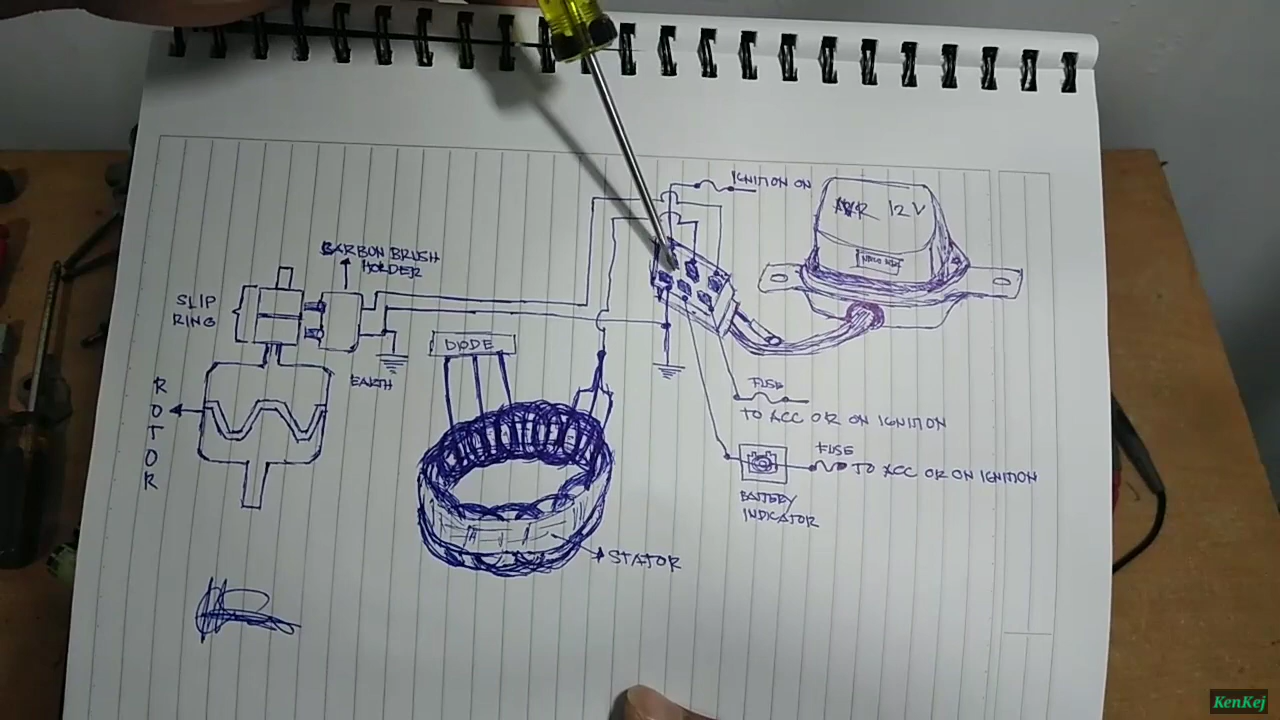 IGNITION ON
AVR 12V
CARBON BRUSH
HOLDER
SLIP
RING
DIODE
EARTH
ROTOR
FUSE
TO ACC OR ON IGNITION
FUSE
TO ACC OR ON IGNITION
BATTERY
INDICATOR
STATOR
KenKej